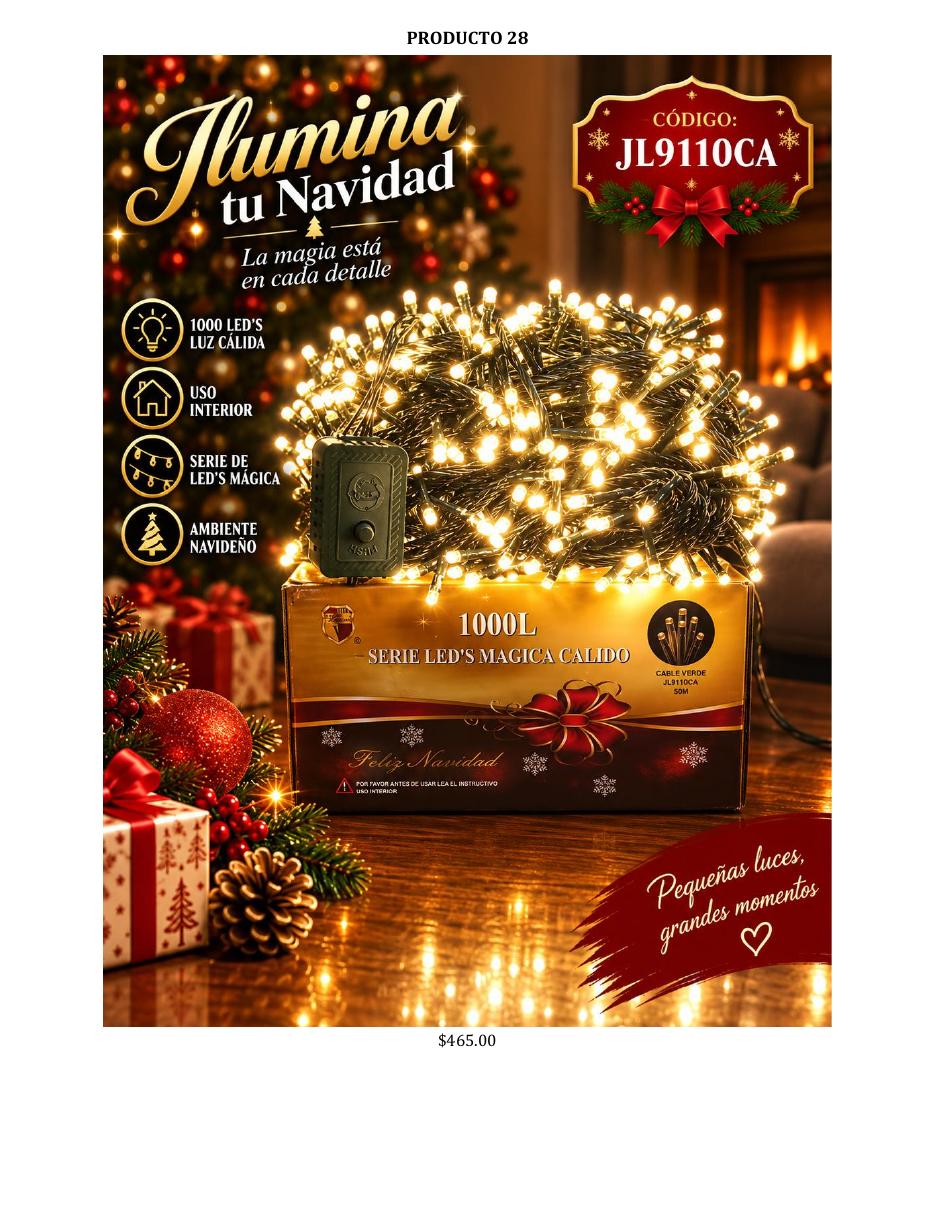 PRODUCTO 28
Ilumina
tu Navidad
La magia está
en cada detalle
CÓDIGO:
JL9110CA
1000 LED'S
LUZ CÁLIDA
USO
INTERIOR
SERIE DE
LED'S MÁGICA
AMBIENTE
NAVIDEÑO
1000L
SERIE LED'S MAGICA CALIDO
CABLE VERDE
JL9110CA
50M
Feliz Navidad
POR FAVOR ANTES DE USAR LEA EL INSTRUCTIVO
USO INTERIOR
Pequeñas luces,
grandes momentos
$465.00